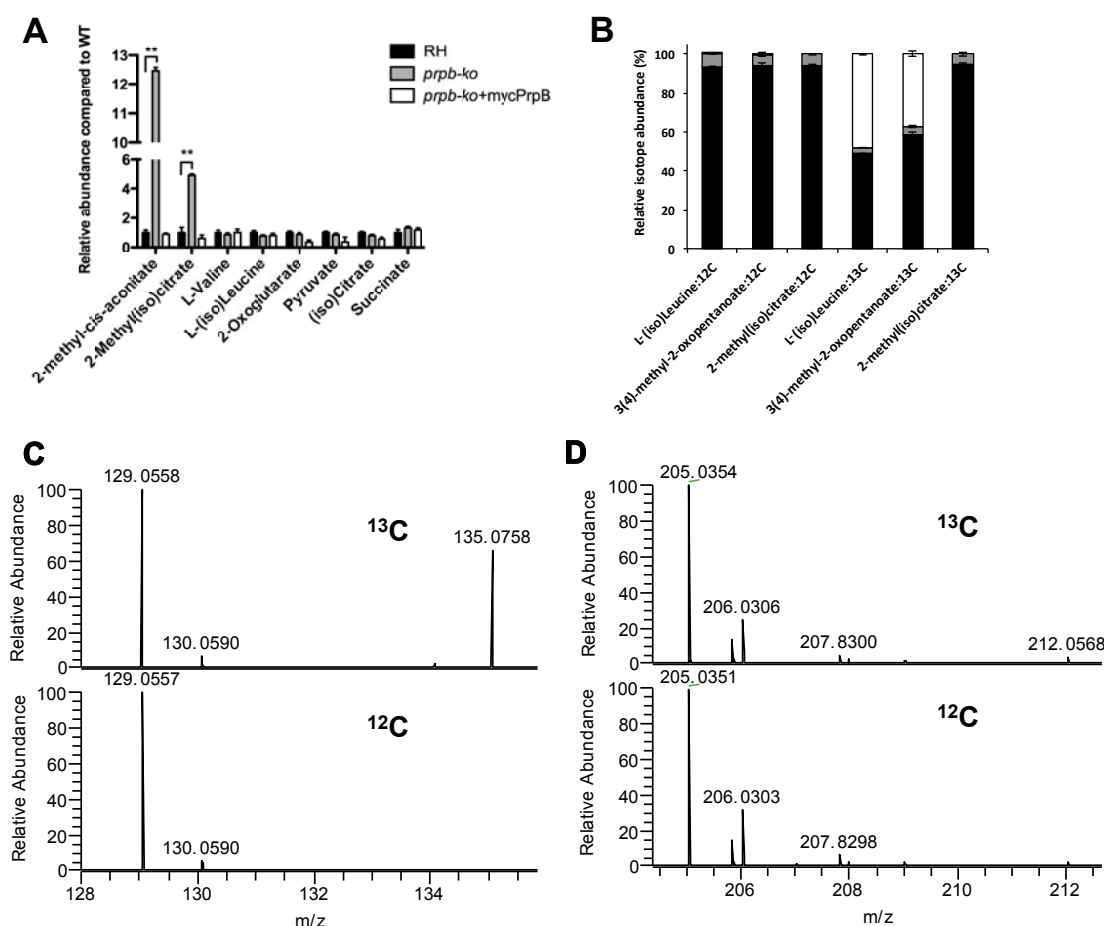 A
Relative abundance compared to WT
13
12
11
10
6
4
2
0
**
**
RH
prpb-ko
prpb-ko+mycPrpB
2-methyl-cis-aconitate
2-Methyl(iso)citrate
L-Valine
L-(iso)Leucine
2-Oxoglutarate
Pyruvate
(iso)Citrate
Succinate
B
Relative isotope abundance (%)
100
80
60
40
20
0
L-(iso)Leucine:12C
3(4)-methyl-2-oxopentanoate:12C
2-methyl(iso)citrate:12C
L-(iso)Leucine:13C
3(4)-methyl-2-oxopentanoate:13C
2-methyl(iso)citrate:13C
C
Relative Abundance
100
80
60
40
20
0
129.0558
130.0590
135.0758
13C
Relative Abundance
100
80
60
40
20
0
129.0557
130.0590
12C
128
130
132
134
m/z
D
Relative Abundance
100
80
60
40
20
0
205.0354
206.0306
207.8300
212.0568
13C
Relative Abundance
100
80
60
40
20
0
205.0351
206.0303
207.8298
12C
206
208
210
212
m/z